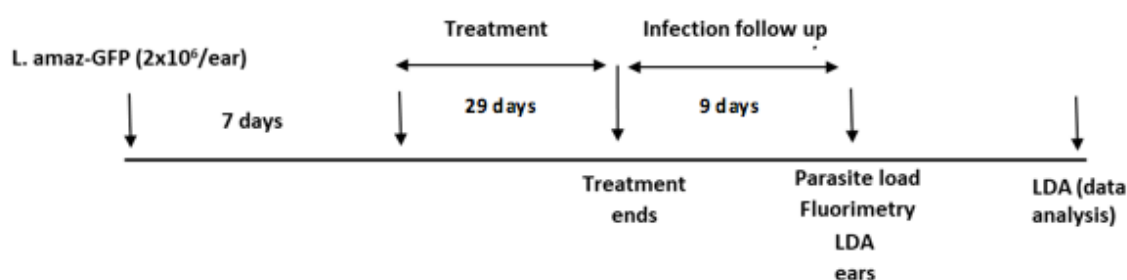 Treatment
Infection follow up
L. amaz-GFP (2x10⁶/ear)
7 days
29 days
9 days
Treatment
ends
Parasite load
Fluorimetry
LDA
ears
LDA (data
analysis)